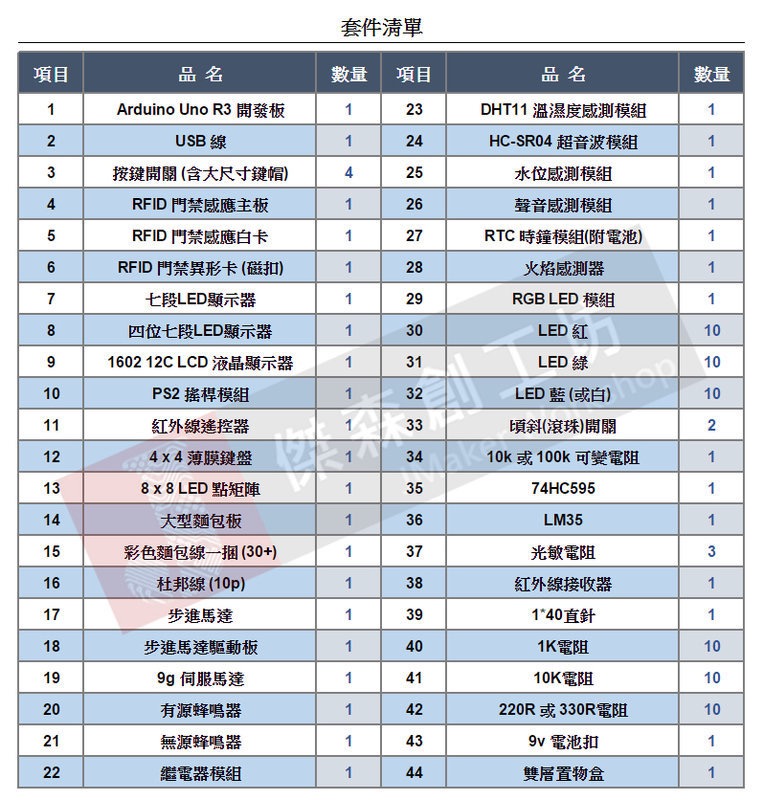 套件清單
項目 品 名 數量 項目 品 名 數量
1 Arduino Uno R3 開發板 1 23 DHT11 溫濕度感測模組 1
2 USB 線 1 24 HC-SR04 超音波模組 1
3 按鍵開關 (含大尺寸鍵帽) 4 25 水位感測模組 1
4 RFID 門禁感應主板 1 26 聲音感測模組 1
5 RFID 門禁感應白卡 1 27 RTC 時鐘模組(附電池) 1
6 RFID 門禁異形卡 (磁扣) 1 28 火焰感測器 1
7 七段LED顯示器 1 29 RGB LED 模組 1
8 四位七段LED顯示器 1 30 LED 紅 10
9 1602 12C LCD 液晶顯示器 1 31 LED 綠 10
10 PS2 搖桿模組 1 32 LED 藍 (或白) 10
11 紅外線遙控器 1 33 頃斜(滾珠)開關 2
12 4 x 4 薄膜鍵盤 1 34 10k 或 100k 可變電阻 1
13 8 x 8 LED 點矩陣 1 35 74HC595 1
14 大型麵包板 1 36 LM35 1
15 彩色麵包線一捆 (30+) 1 37 光敏電阻 3
16 杜邦線 (10p) 1 38 紅外線接收器 1
17 步進馬達 1 39 1*40直針 1
18 步進馬達驅動板 1 40 1K電阻 10
19 9g 伺服馬達 1 41 10K電阻 10
20 有源蜂鳴器 1 42 220R 或 330R電阻 10
21 無源蜂鳴器 1 43 9v 電池扣 1
22 繼電器模組 1 44 雙層置物盒 1
傑森創工坊
JMaker Workshop